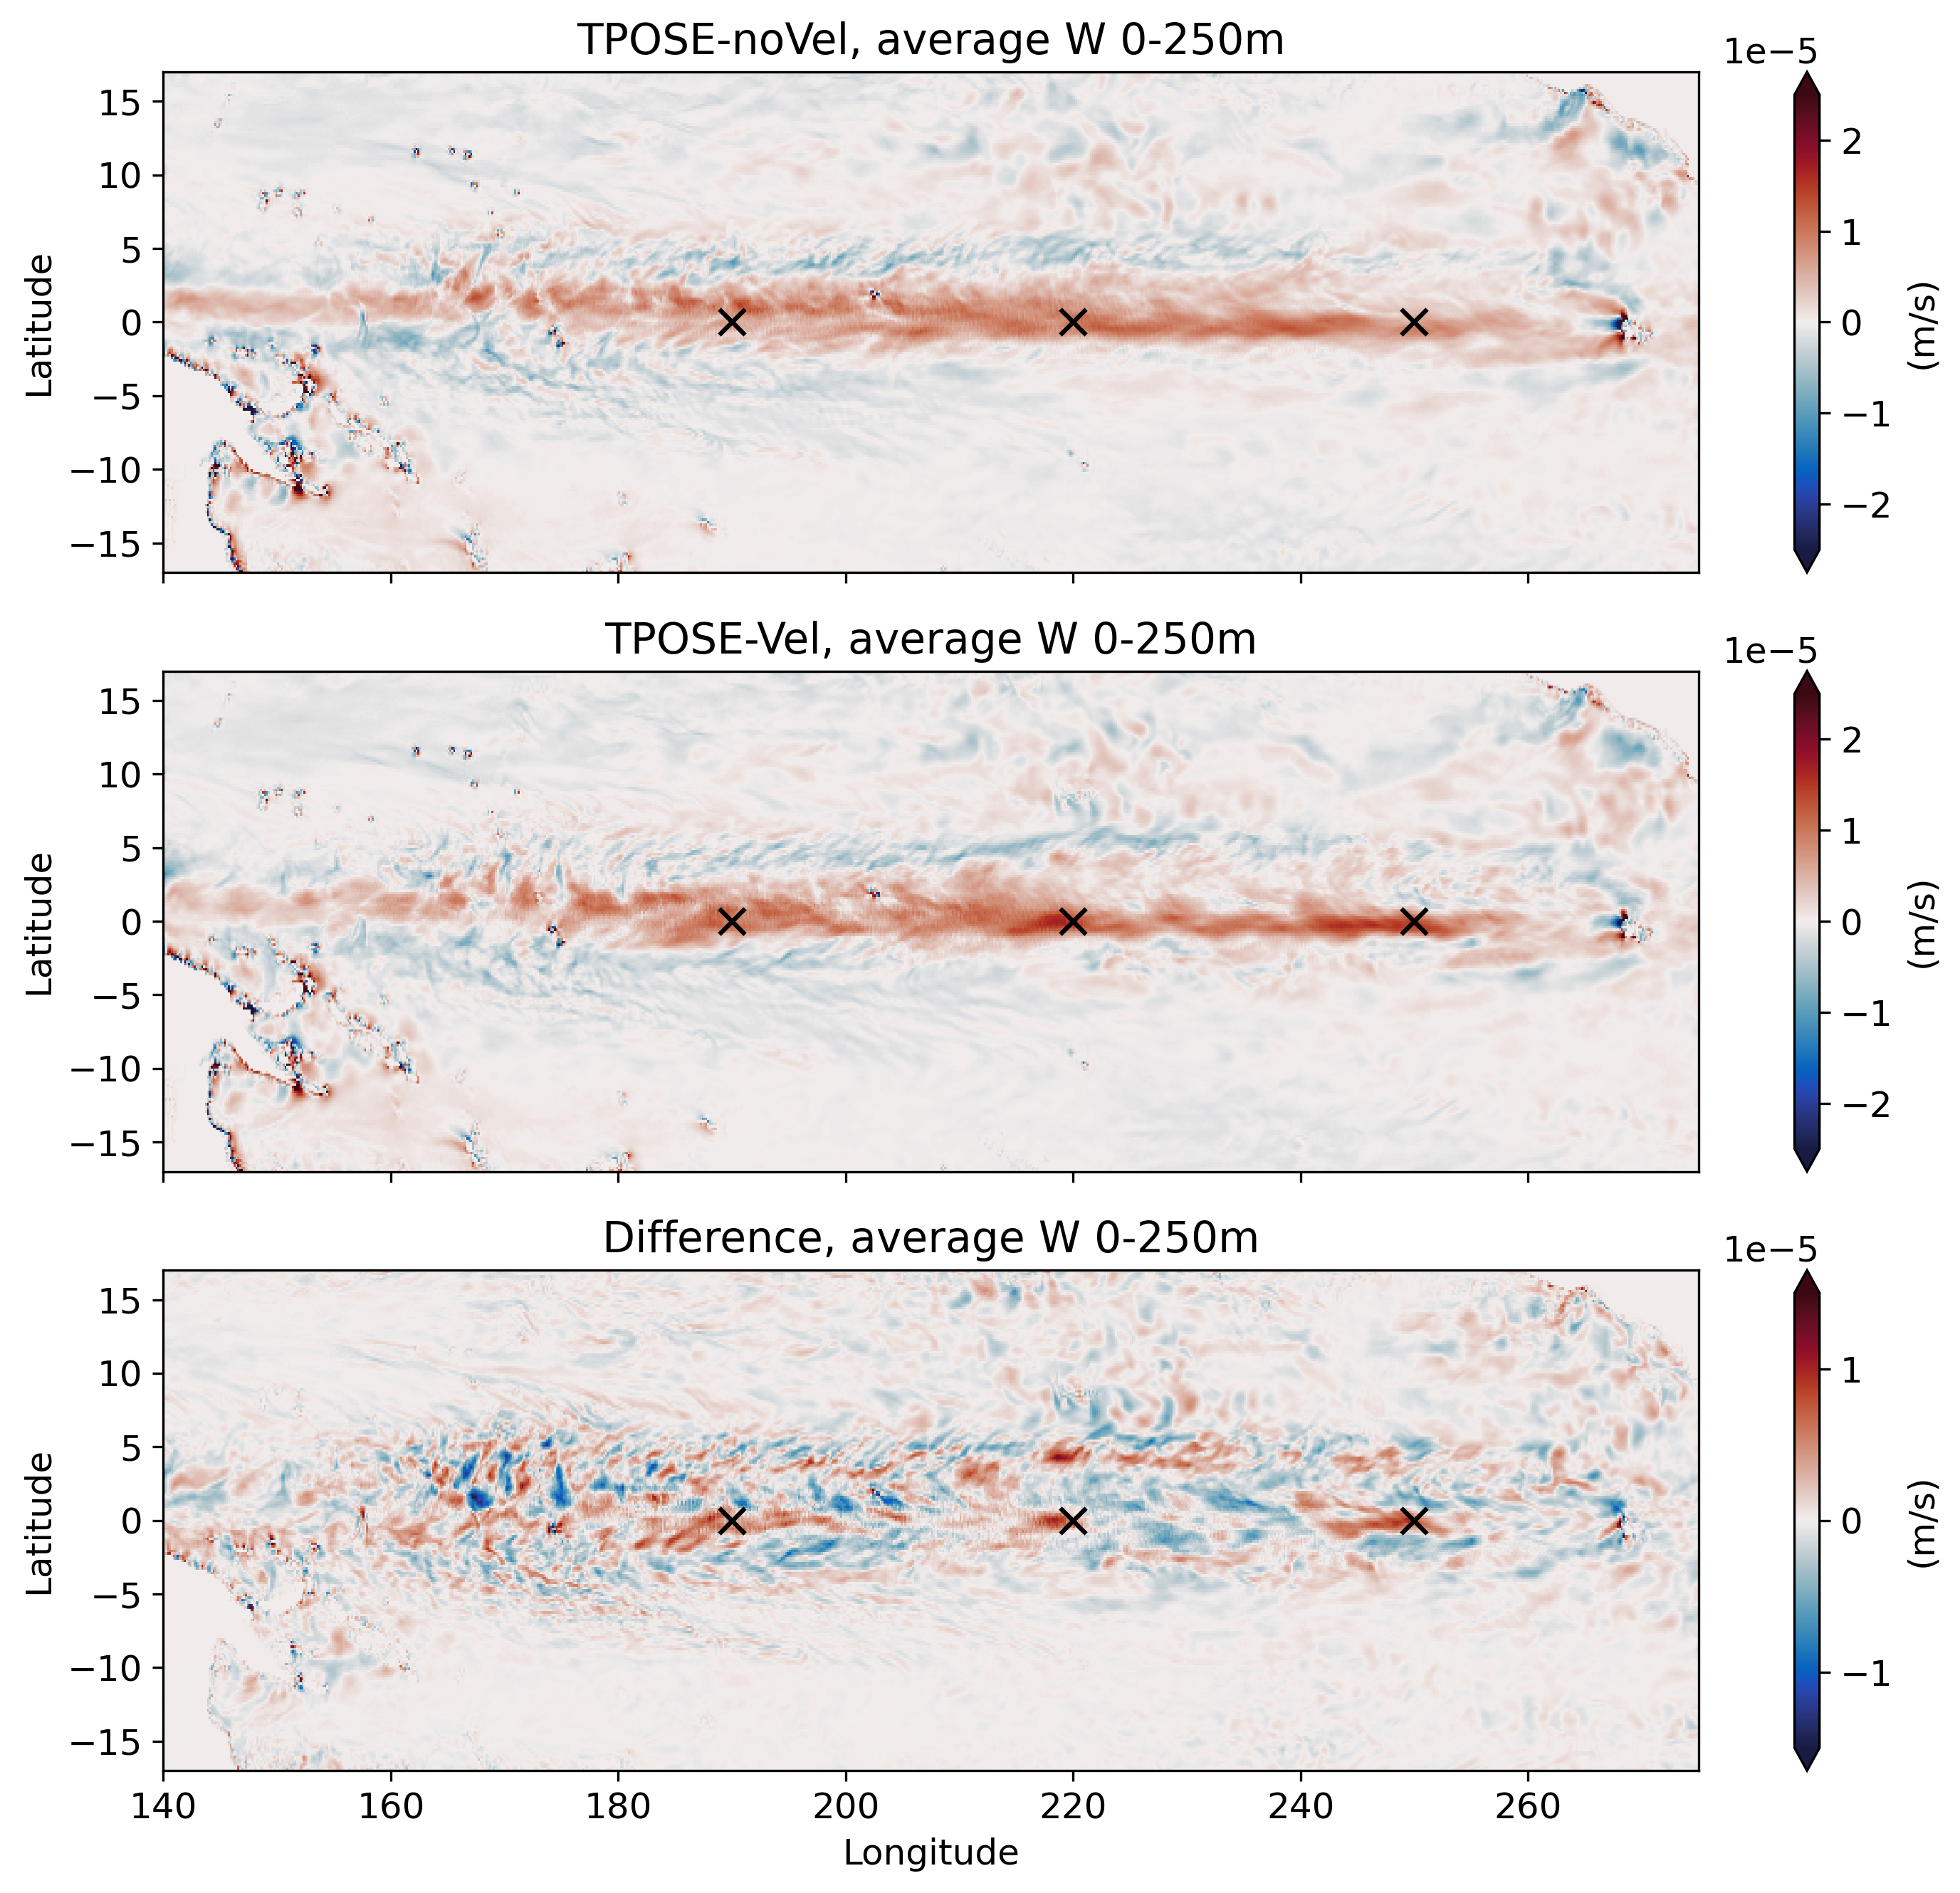 TPOSE-noVel, average W 0-250m
1e−5
15
10
5
0
−5
−10
−15
Latitude
2
1
0
−1
−2
(m/s)
TPOSE-Vel, average W 0-250m
1e−5
15
10
5
0
−5
−10
−15
Latitude
2
1
0
−1
−2
(m/s)
Difference, average W 0-250m
1e−5
15
10
5
0
−5
−10
−15
Latitude
1
0
−1
(m/s)
140 160 180 200 220 240 260
Longitude